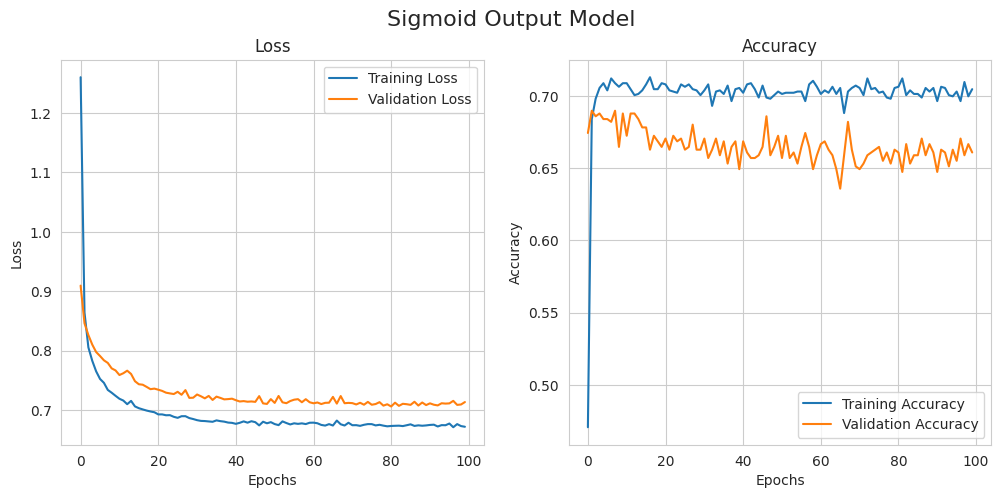 Sigmoid Output Model
Loss
Training Loss
Validation Loss
1.2
1.1
1.0
0.9
0.8
0.7
Loss
0
20
40
60
80
100
Epochs
Accuracy
0.70
0.65
0.60
0.55
0.50
Accuracy
Training Accuracy
Validation Accuracy
0
20
40
60
80
100
Epochs